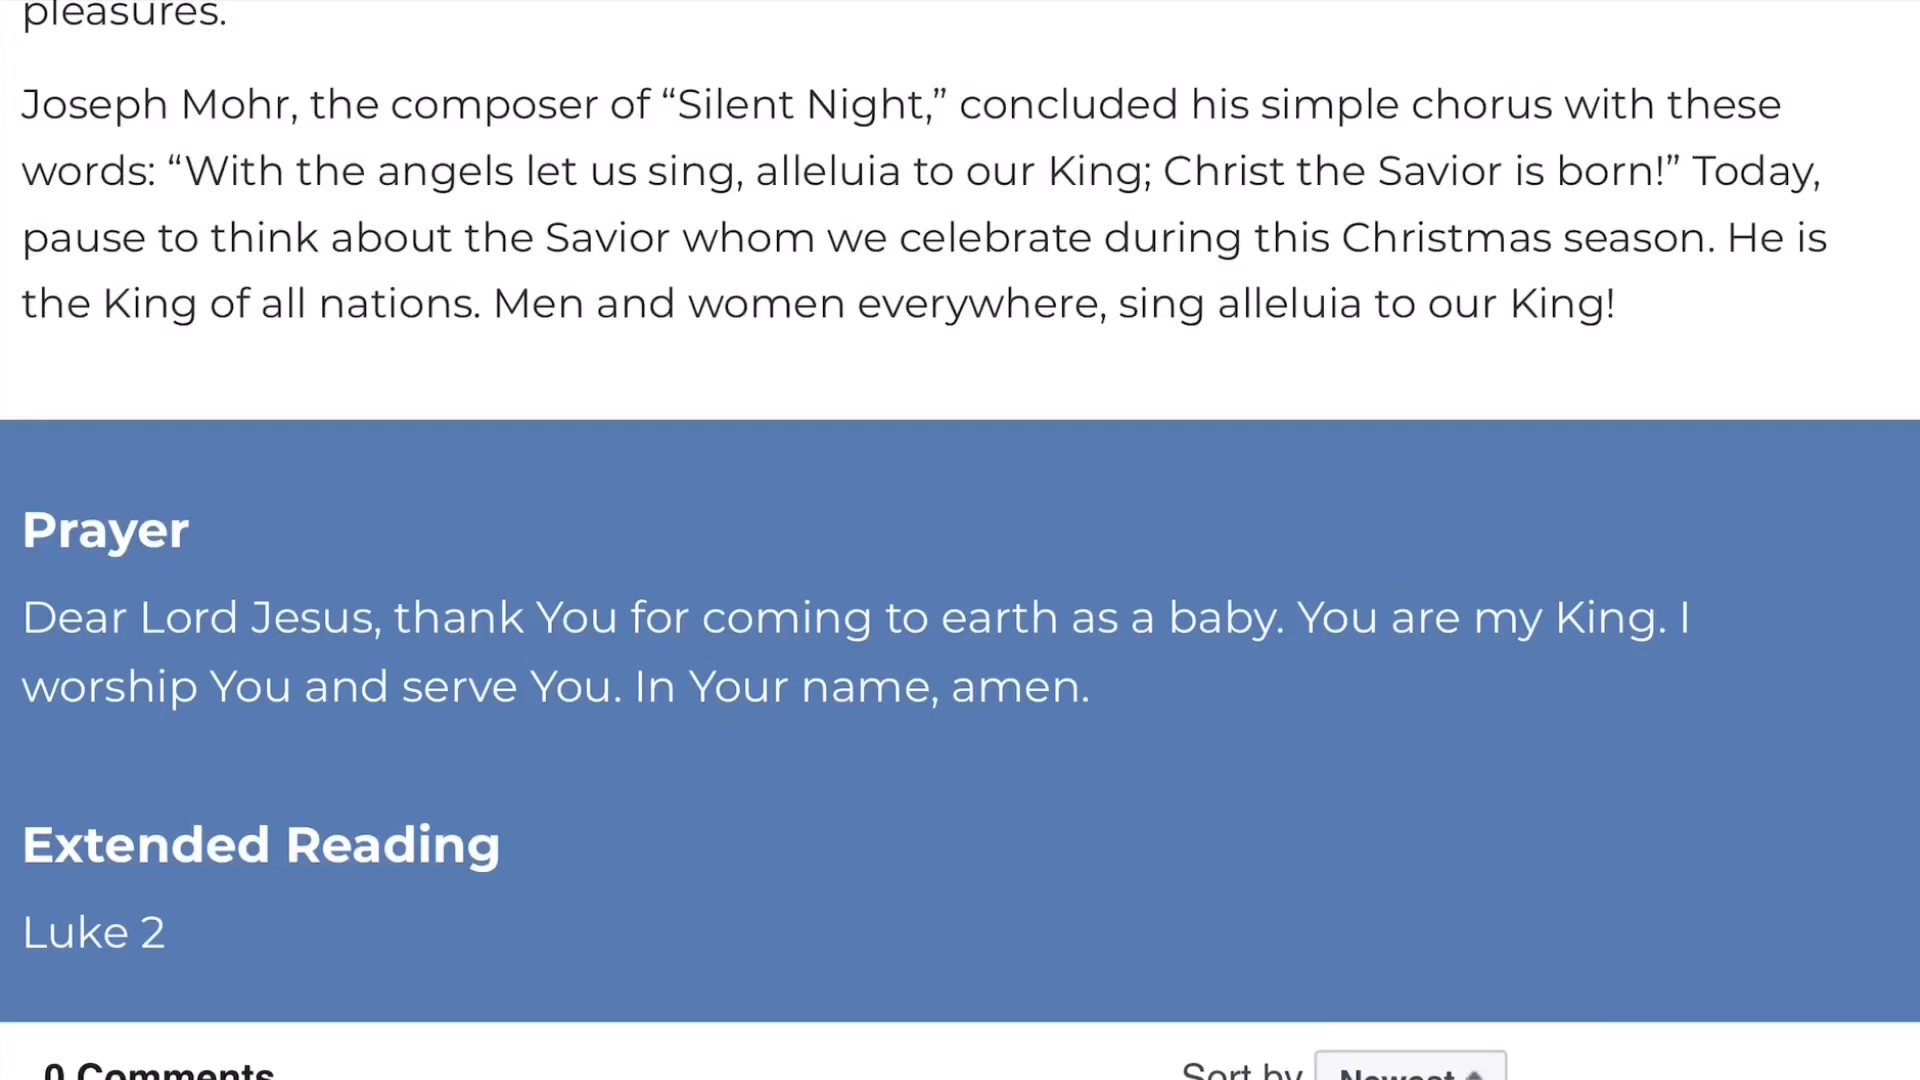 pleasures.
Joseph Mohr, the composer of “Silent Night,” concluded his simple chorus with these
words: “With the angels let us sing, alleluia to our King; Christ the Savior is born!” Today,
pause to think about the Savior whom we celebrate during this Christmas season. He is
the King of all nations. Men and women everywhere, sing alleluia to our King!
Prayer
Dear Lord Jesus, thank You for coming to earth as a baby. You are my King. I
worship You and serve You. In Your name, amen.
Extended Reading
Luke 2
0 Comments
Sort by Newest